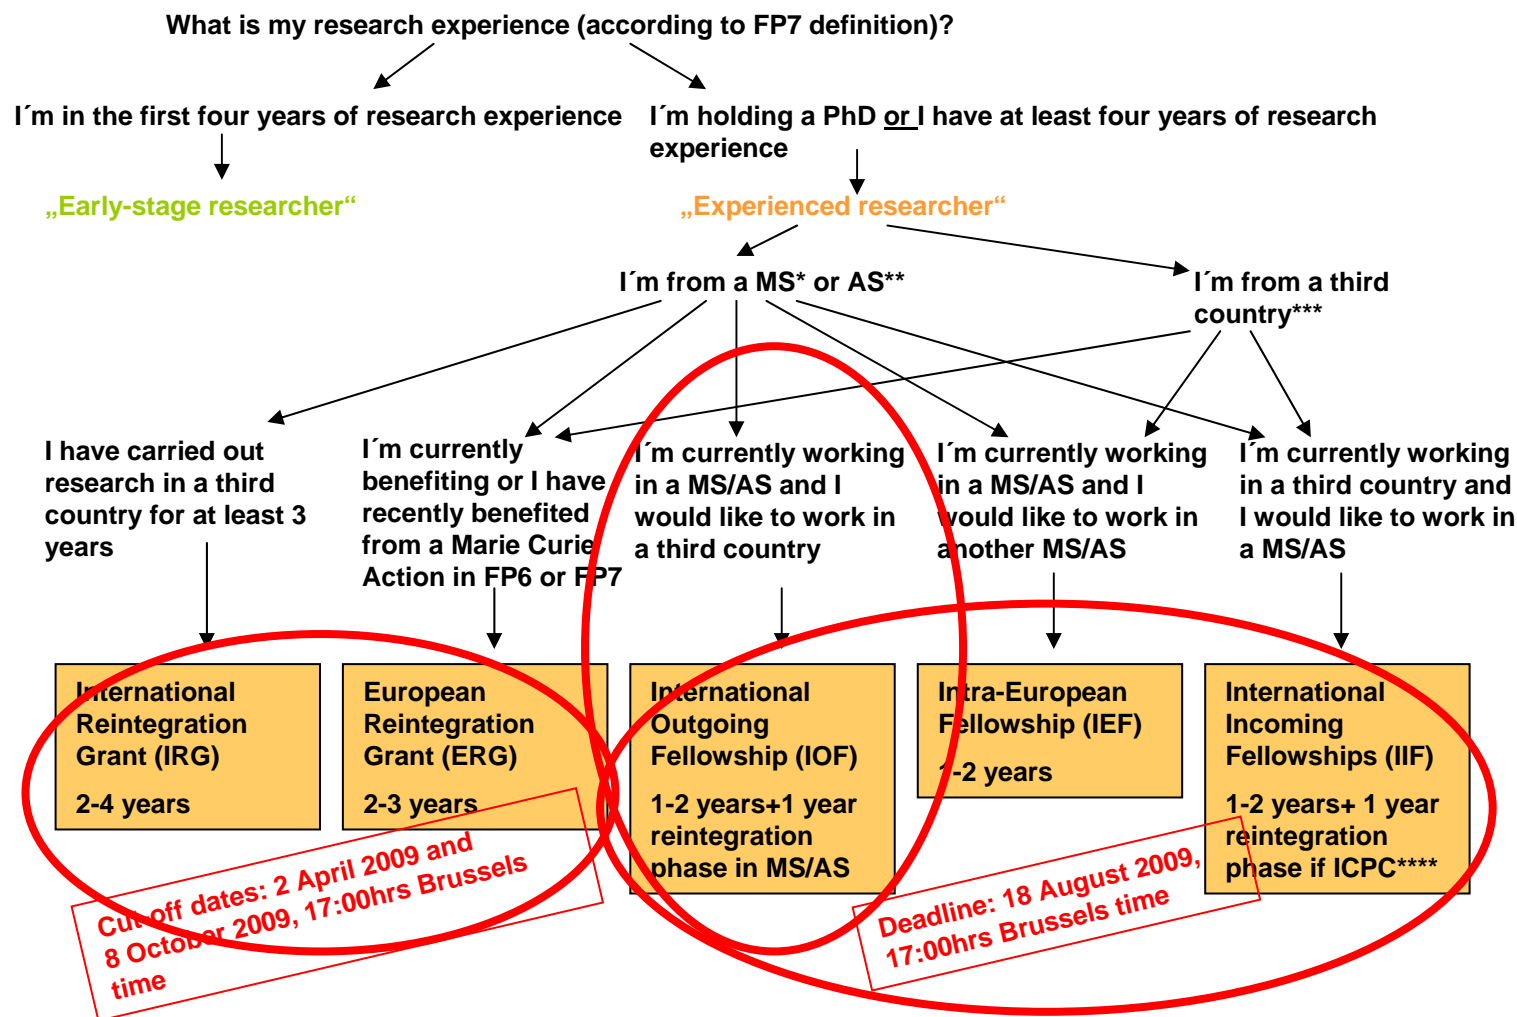 What is my research experience (according to FP7 definition)?
I´m in the first four years of research experience
I´m holding a PhD or I have at least four years of research
experience
„Early-stage researcher“
„Experienced researcher“
I´m from a MS* or AS**
I´m from a third
country***
I have carried out
research in a third
country for at least 3
years
I´m currently
benefiting or I have
recently benefited
from a Marie Curie
Action in FP6 or FP7
I´m currently working
in a MS/AS and I
would like to work in
a third country
I´m currently working
in a MS/AS and I
would like to work in
another MS/AS
I´m currently working
in a third country and
I would like to work in
a MS/AS
International
Reintegration
Grant (IRG)
2-4 years
European
Reintegration
Grant (ERG)
2-3 years
International
Outgoing
Fellowship (IOF)
1-2 years+1 year
reintegration
phase in MS/AS
Intra-European
Fellowship (IEF)
1-2 years
International
Incoming
Fellowships (IIF)
1-2 years+ 1 year
reintegration
phase if ICPC****
Cut-off dates: 2 April 2009 and
8 October 2009, 17:00hrs Brussels
time
Deadline: 18 August 2009,
17:00hrs Brussels time